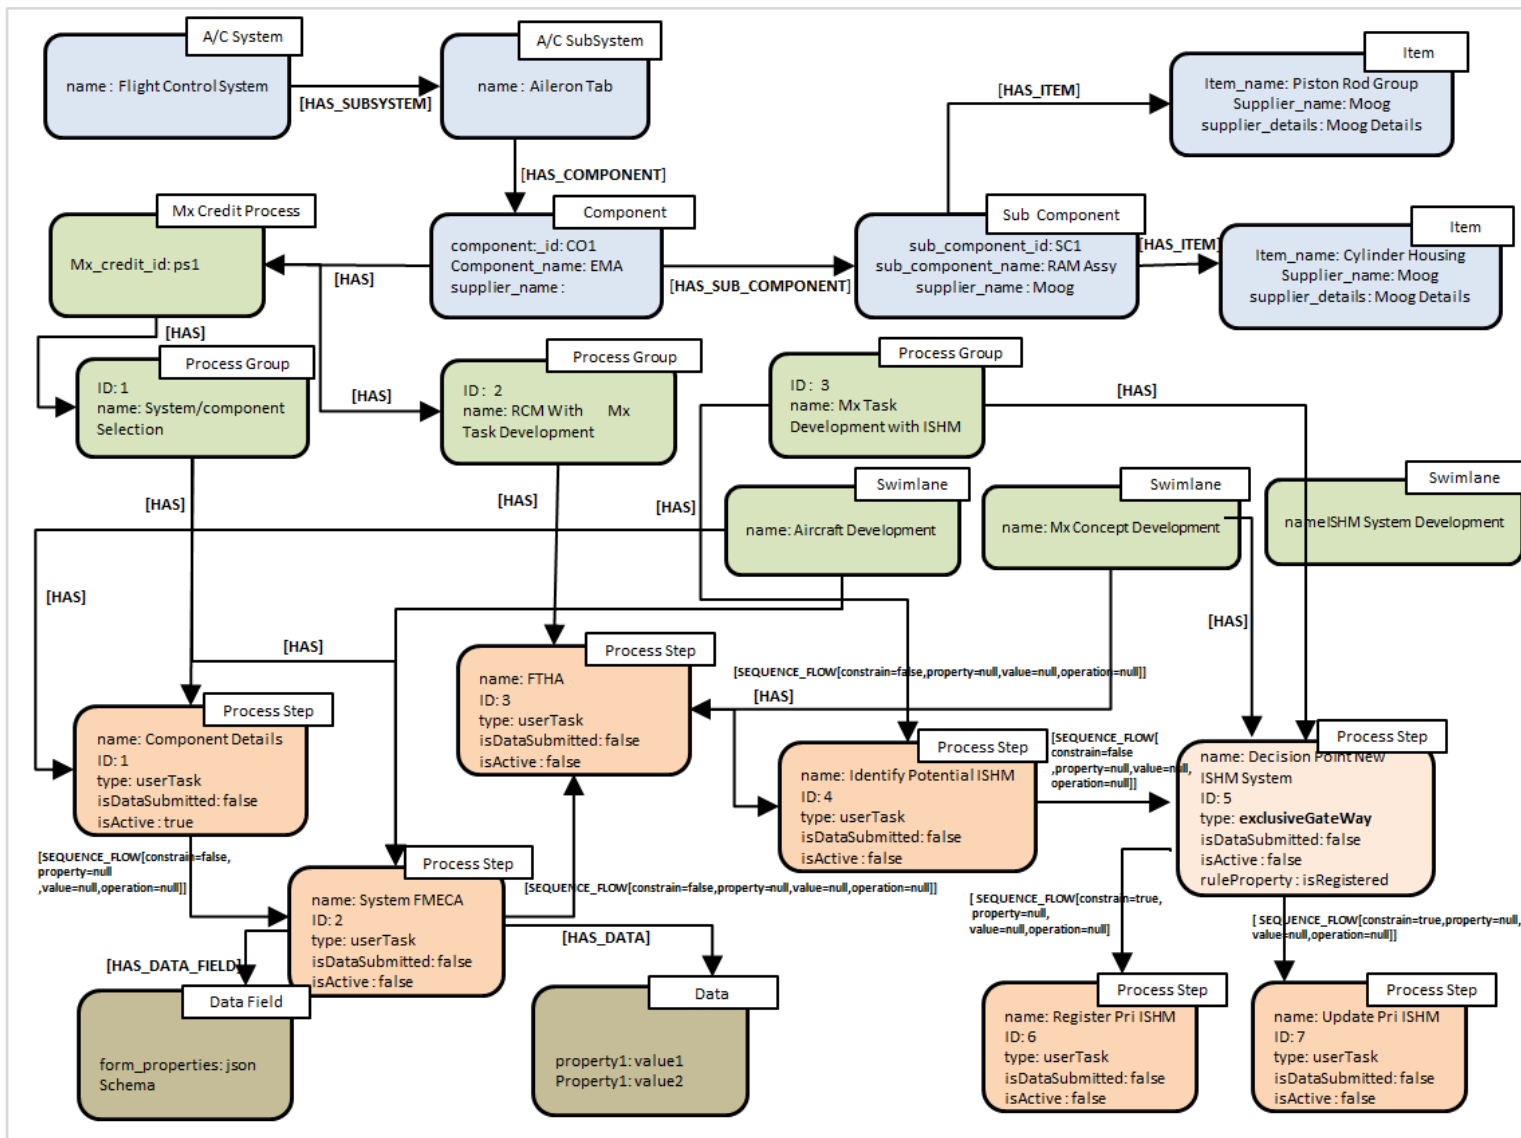 A/C System
name : Flight Control System
[HAS_SUBSYSTEM]
A/C SubSystem
name : Aileron Tab
[HAS_COMPONENT]
[HAS_ITEM]
Item
Item_name: Piston Rod Group
Supplier_name: Moog
supplier_details : Moog Details
Mx Credit Process
Mx_credit_id: ps1
[HAS]
Component
component:_id: CO1
Component_name: EMA
supplier_name :
[HAS_SUB_COMPONENT]
Sub Component
sub_component_id: SC1
sub_component_name: RAM Assy
supplier_name : Moog
[HAS_ITEM]
Item
Item_name: Cylinder Housing
Supplier_name: Moog
supplier_details : Moog Details
[HAS]
Process Group
ID: 1
name: System/component
Selection
[HAS]
Process Group
ID : 2
name: RCM With Mx
Task Development
Process Group
ID : 3
name: Mx Task
Development with ISHM
[HAS]
[HAS]
[HAS]
[HAS]
Swimlane
name: Aircraft Development
Swimlane
name: Mx Concept Development
Swimlane
nameISHM System Development
[HAS]
[HAS]
[HAS]
Process Step
name: FTHA
ID: 3
type: userTask
isDataSubmitted: false
isActive : false
[SEQUENCE_FLOW[constrain=false,property=null,value=null,operation=null]]
[HAS]
Process Step
name: Component Details
ID: 1
type: userTask
isDataSubmitted: false
isActive : true
Process Step
name: Identify Potential ISHM
ID: 4
type: userTask
isDataSubmitted: false
isActive : false
[SEQUENCE_FLOW[
constrain=false
,property=null,value=null,
operation=null]]
Process Step
name: Decision Point New
ISHM System
ID: 5
type: exclusiveGateWay
isDataSubmitted: false
isActive : false
ruleProperty : isRegistered
[SEQUENCE_FLOW[constrain=false,
property=null
,value=null,operation=null]]
Process Step
name: System FMECA
ID: 2
type: userTask
isDataSubmitted: false
isActive : false
[SEQUENCE_FLOW[constrain=false,property=null,value=null,operation=null]]
[ SEQUENCE_FLOW[constrain=true,
property=null,
value=null,operation=null]
[ SEQUENCE_FLOW[constrain=true,property=null,
value=null,operation=null]]
[HAS_DATA_FIELD]
[HAS_DATA]
Data Field
form_properties: json
Schema
Data
property1: value1
Property1: value2
Process Step
name: Register Pri ISHM
ID: 6
type: userTask
isDataSubmitted: false
isActive : false
Process Step
name: Update Pri ISHM
ID: 7
type: userTask
isDataSubmitted: false
isActive : false